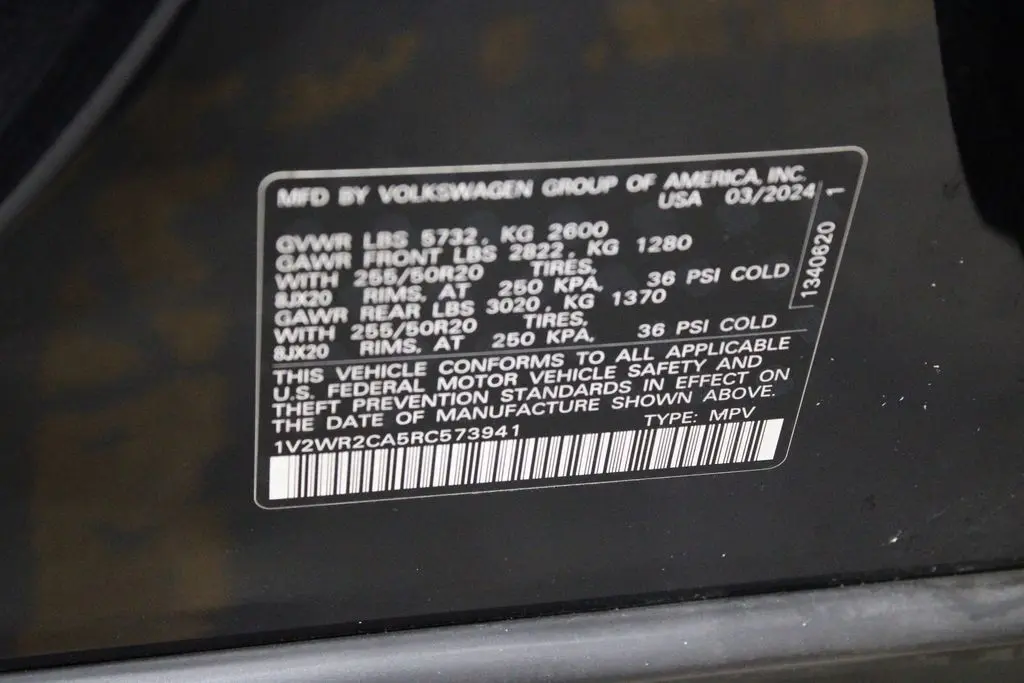 MFD BY VOLKSWAGEN GROUP OF AMERICA, INC.
USA 03/2024
GVWR LBS 5732, KG 2600
GAWR FRONT LBS 2822, KG 1280
WITH 255/50R20 TIRES,
8JX20 RIMS, AT 250 KPA, 36 PSI COLD
GAWR REAR LBS 3020, KG 1370
WITH 255/50R20 TIRES,
8JX20 RIMS, AT 250 KPA, 36 PSI COLD
1340620 1
THIS VEHICLE CONFORMS TO ALL APPLICABLE
U.S. FEDERAL MOTOR VEHICLE SAFETY AND
THEFT PREVENTION STANDARDS IN EFFECT ON
THE DATE OF MANUFACTURE SHOWN ABOVE.
1V2WR2CA5RC573941 TYPE: MPV